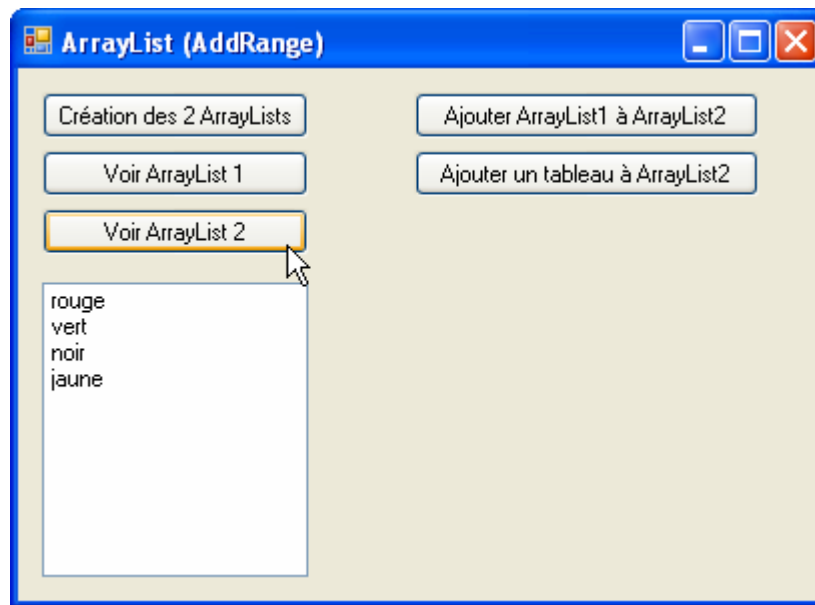 ArrayList (AddRange)
Création des 2 ArrayLists
Ajouter ArrayList1 à ArrayList2
Voir ArrayList 1
Ajouter un tableau à ArrayList2
Voir ArrayList 2
rouge
vert
noir
jaune